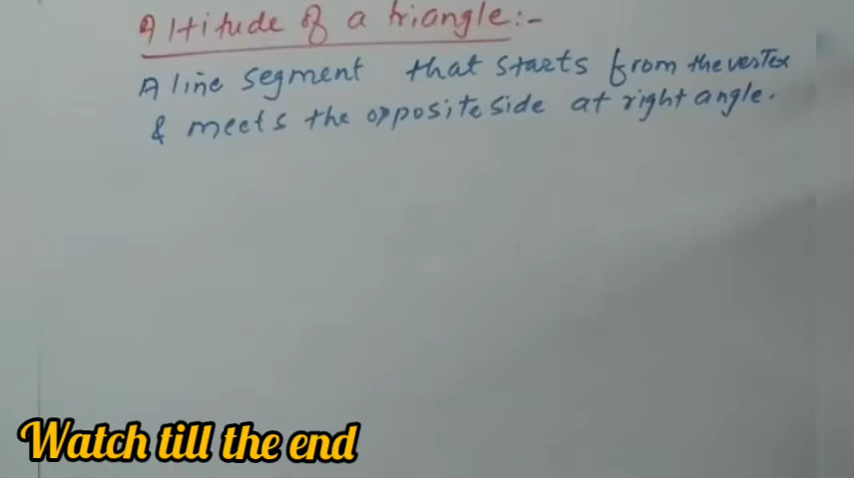 Altitude of a triangle:-
A line segment that starts from the vertex
& meets the opposite side at right angle.
Watch till the end